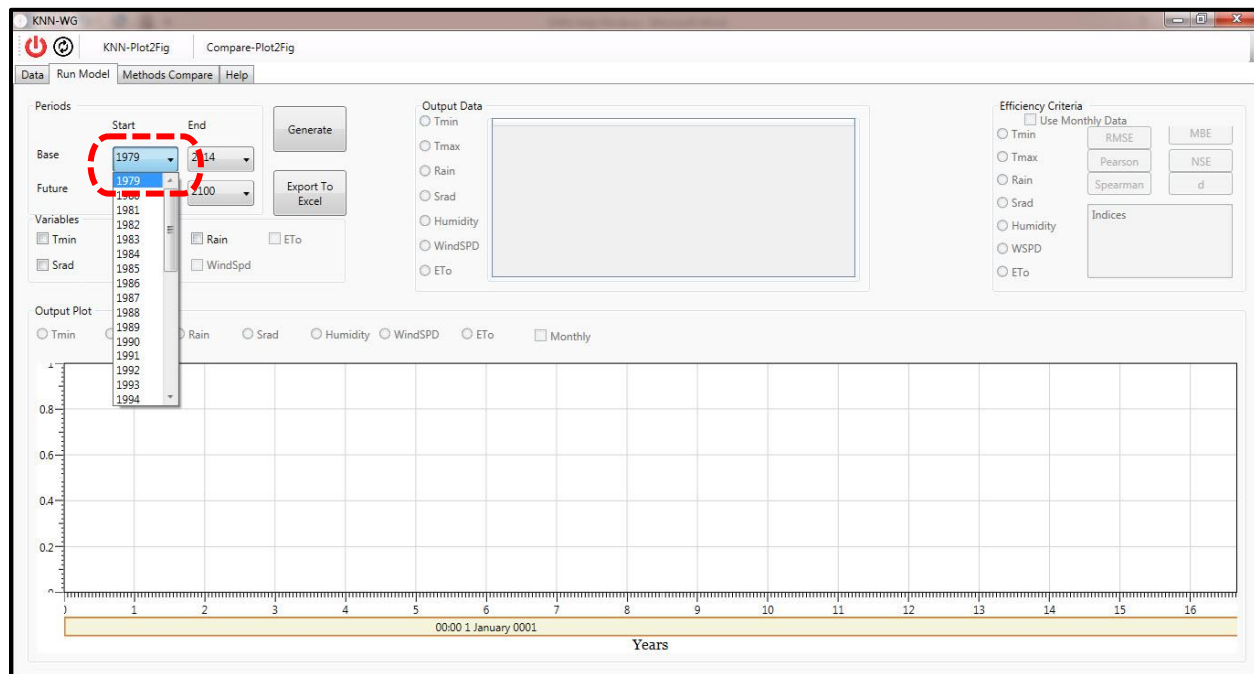 KNN-WG
KNN-Plot2Fig Compare-Plot2Fig
Data Run Model Methods Compare Help
Periods
Start End
Base 1979 2014
Future 2100
1979
1980
1981
1982
1983
1984
1985
1986
1987
1988
1989
1990
1991
1992
1993
1994
Generate
Export To
Excel
Variables
Tmin Rain ETo
Srad WindSpd
Output Data
Tmin
Tmax
Rain
Srad
Humidity
WindSPD
ETo
Efficiency Criteria
Use Monthly Data
Tmin RMSE MBE
Tmax Pearson NSE
Rain Spearman d
Srad
Humidity
WSPD
ETo
Indices
Output Plot
Tmin Rain Srad Humidity WindSPD ETo Monthly
1
0.8
0.6
0.4
0.2
1 2 3 4 5 6 7 8 9 10 11 12 13 14 15 16
00:00 1 January 0001
Years